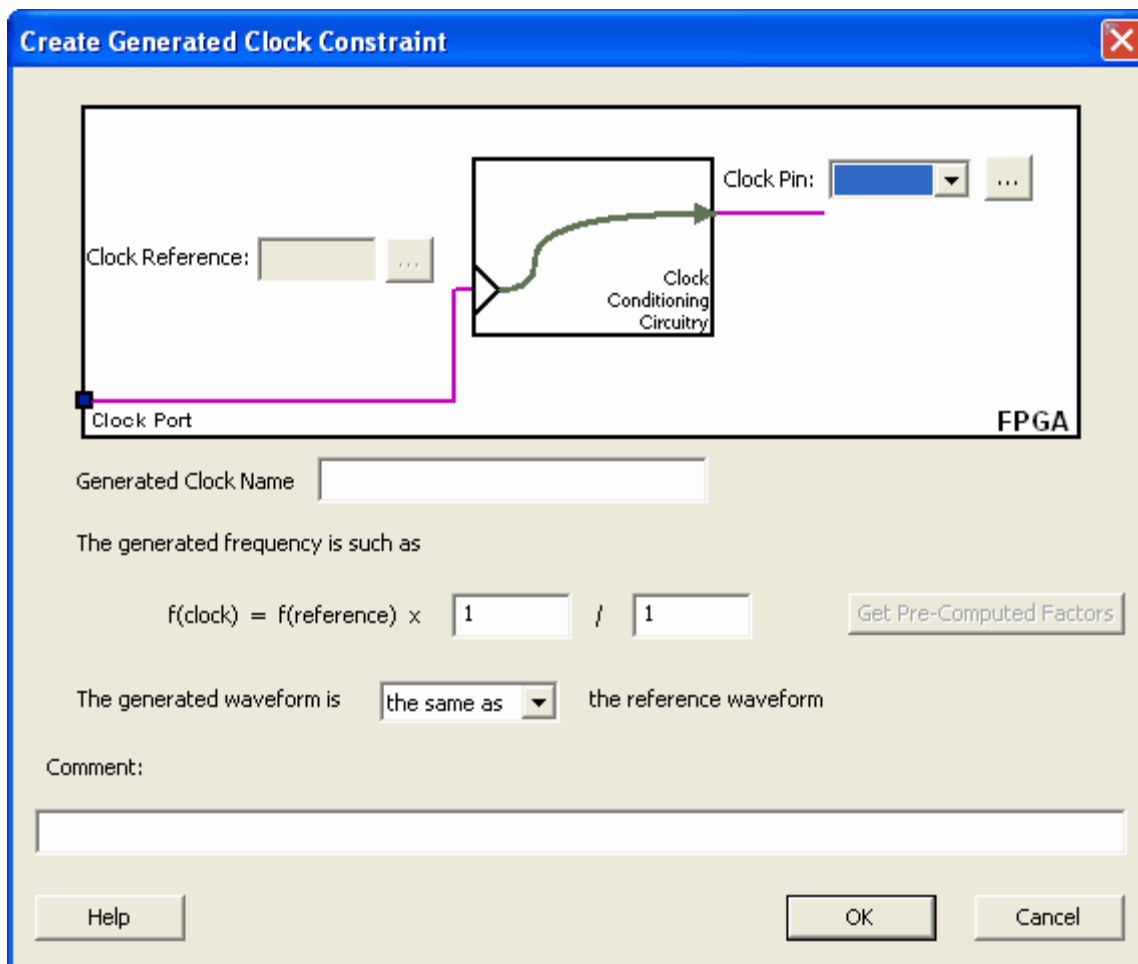 Create Generated Clock Constraint
Clock Pin:
...
Clock Reference:
...
Clock
Conditioning
Circuitry
Clock Port
FPGA
Generated Clock Name
The generated frequency is such as
f(clock) = f(reference) x 1 / 1
Get Pre-Computed Factors
The generated waveform is the same as the reference waveform
Comment:
Help
OK
Cancel